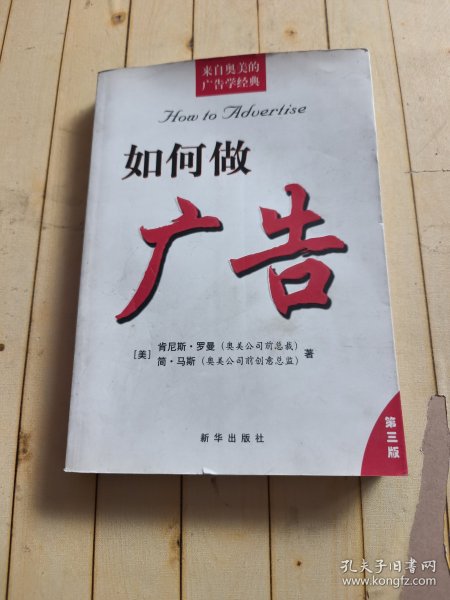 来自奥美的
广告学经典
How to Advertise
如何做
广告
[美] 肯尼斯·罗曼（奥美公司前总裁）
简·马斯（奥美公司前创意总监） 著
新华出版社
第三版
孔夫子旧书网
www.kongfz.com